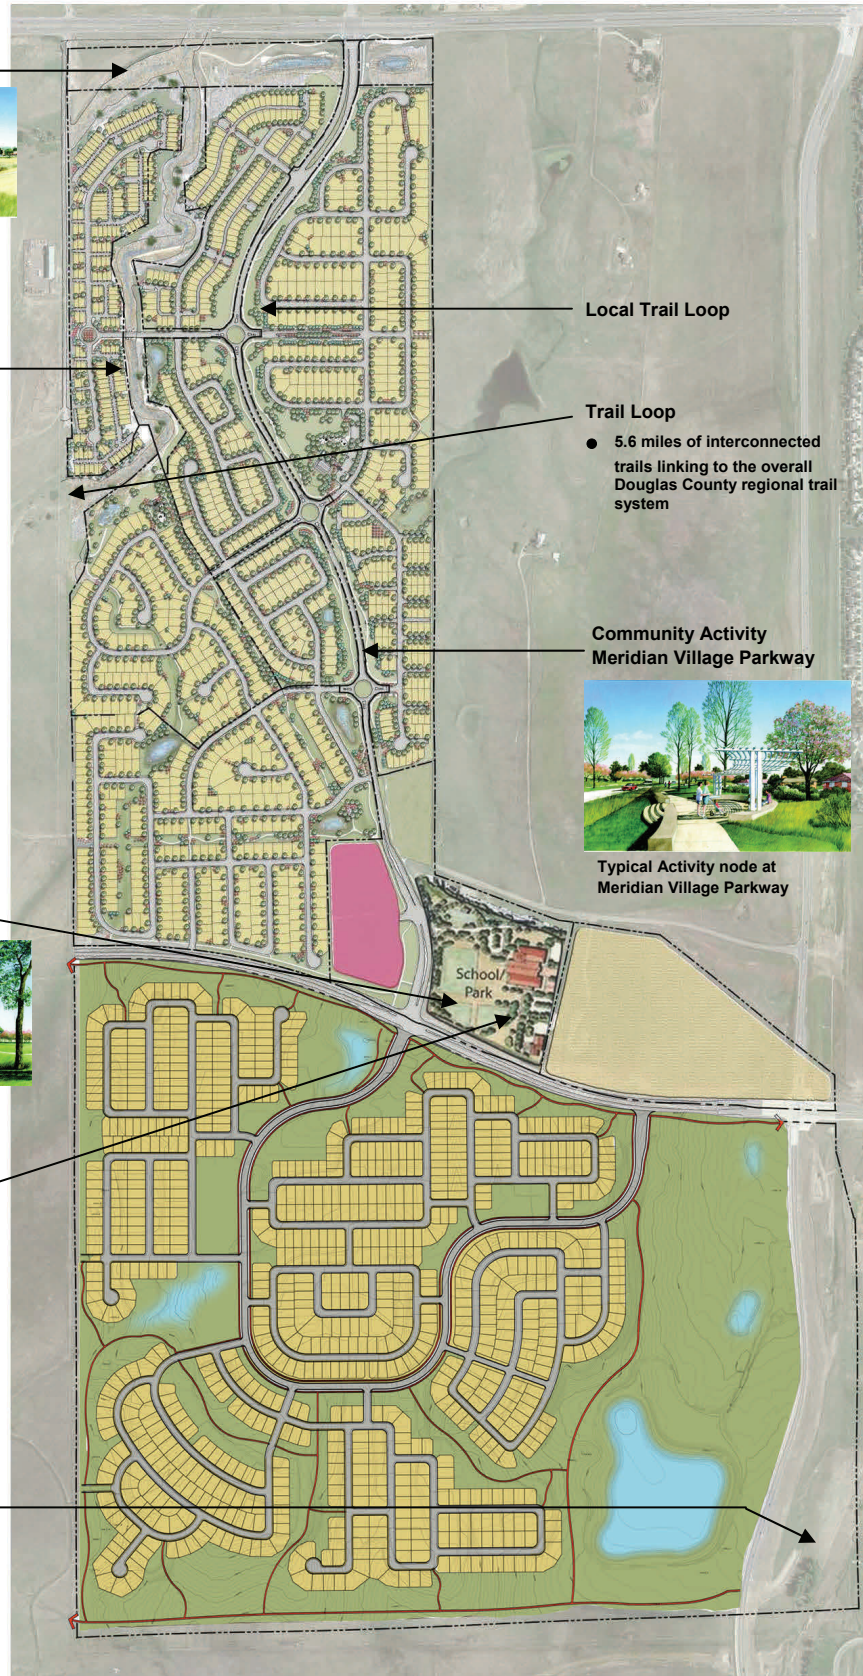 Local Trail Loop
Trail Loop
● 5.6 miles of interconnected
trails linking to the overall
Douglas County regional trail
system
Community Activity
Meridian Village Parkway
Typical Activity node at
Meridian Village Parkway
School/
Park